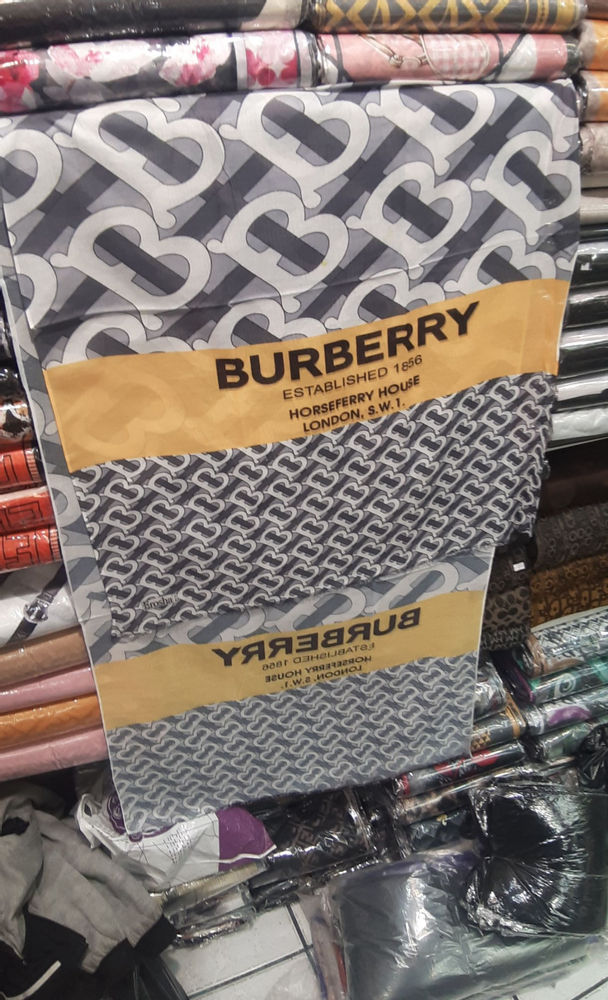 BURBERRY
ESTABLISHED 1856
HORSEFERRY HOUSE
LONDON, S.W.1.
BURBERRY
ESTABLISHED 1856
HORSEFERRY HOUSE
LONDON, S.W.1.